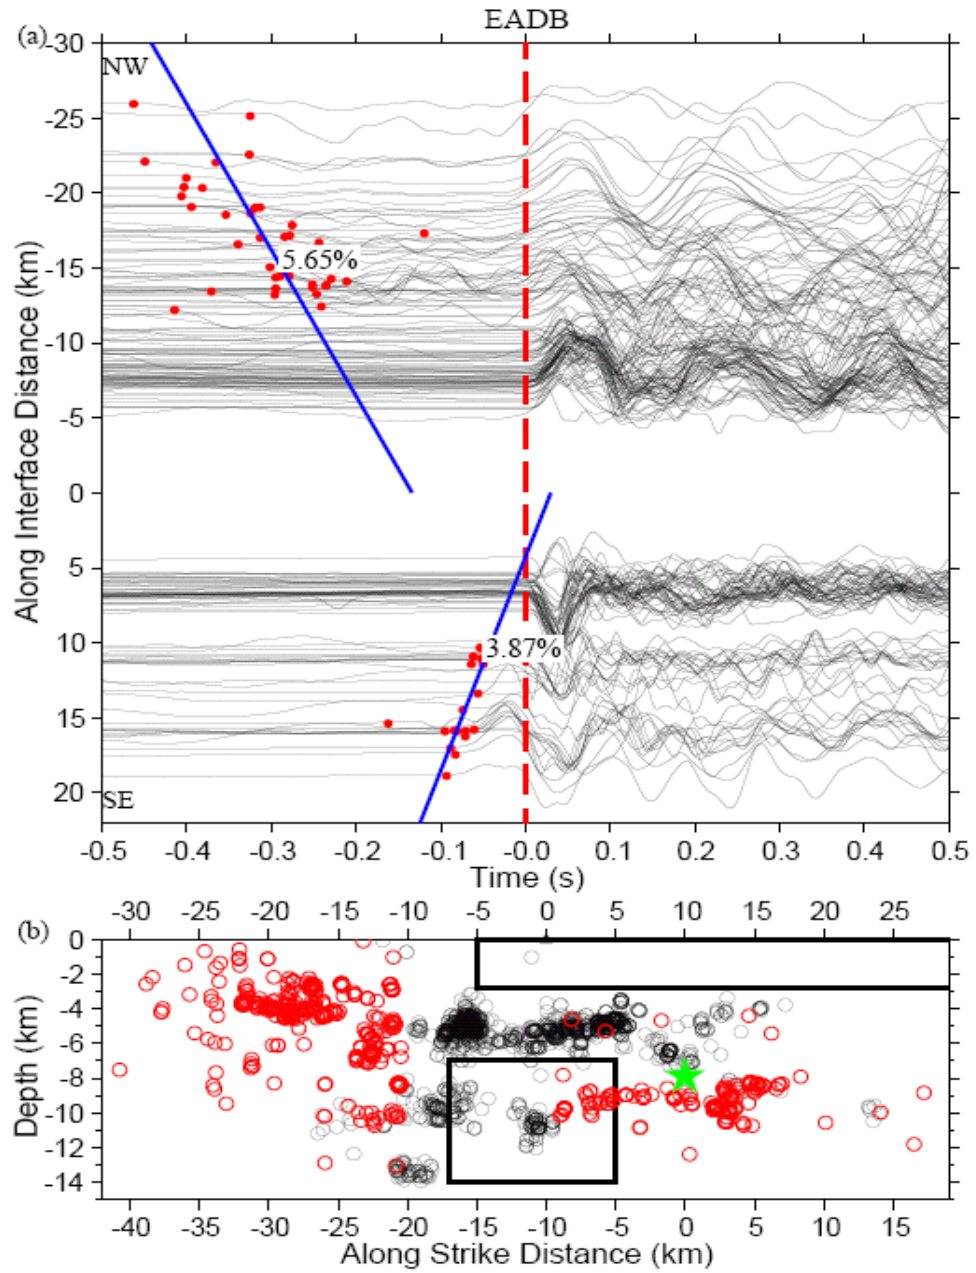 EADB
(a)
-30
NW
-25
-20
-15
-10
-5
0
5
10
15
20
SE
Along Interface Distance (km)
5.65%
3.87%
-0.5 -0.4 -0.3 -0.2 -0.1 -0.0 0.1 0.2 0.3 0.4 0.5
Time (s)
-30 -25 -20 -15 -10 -5 0 5 10 15 20 25
(b)
0
-2
-4
-6
-8
-10
-12
-14
Depth (km)
-40 -35 -30 -25 -20 -15 -10 -5 0 5 10 15
Along Strike Distance (km)